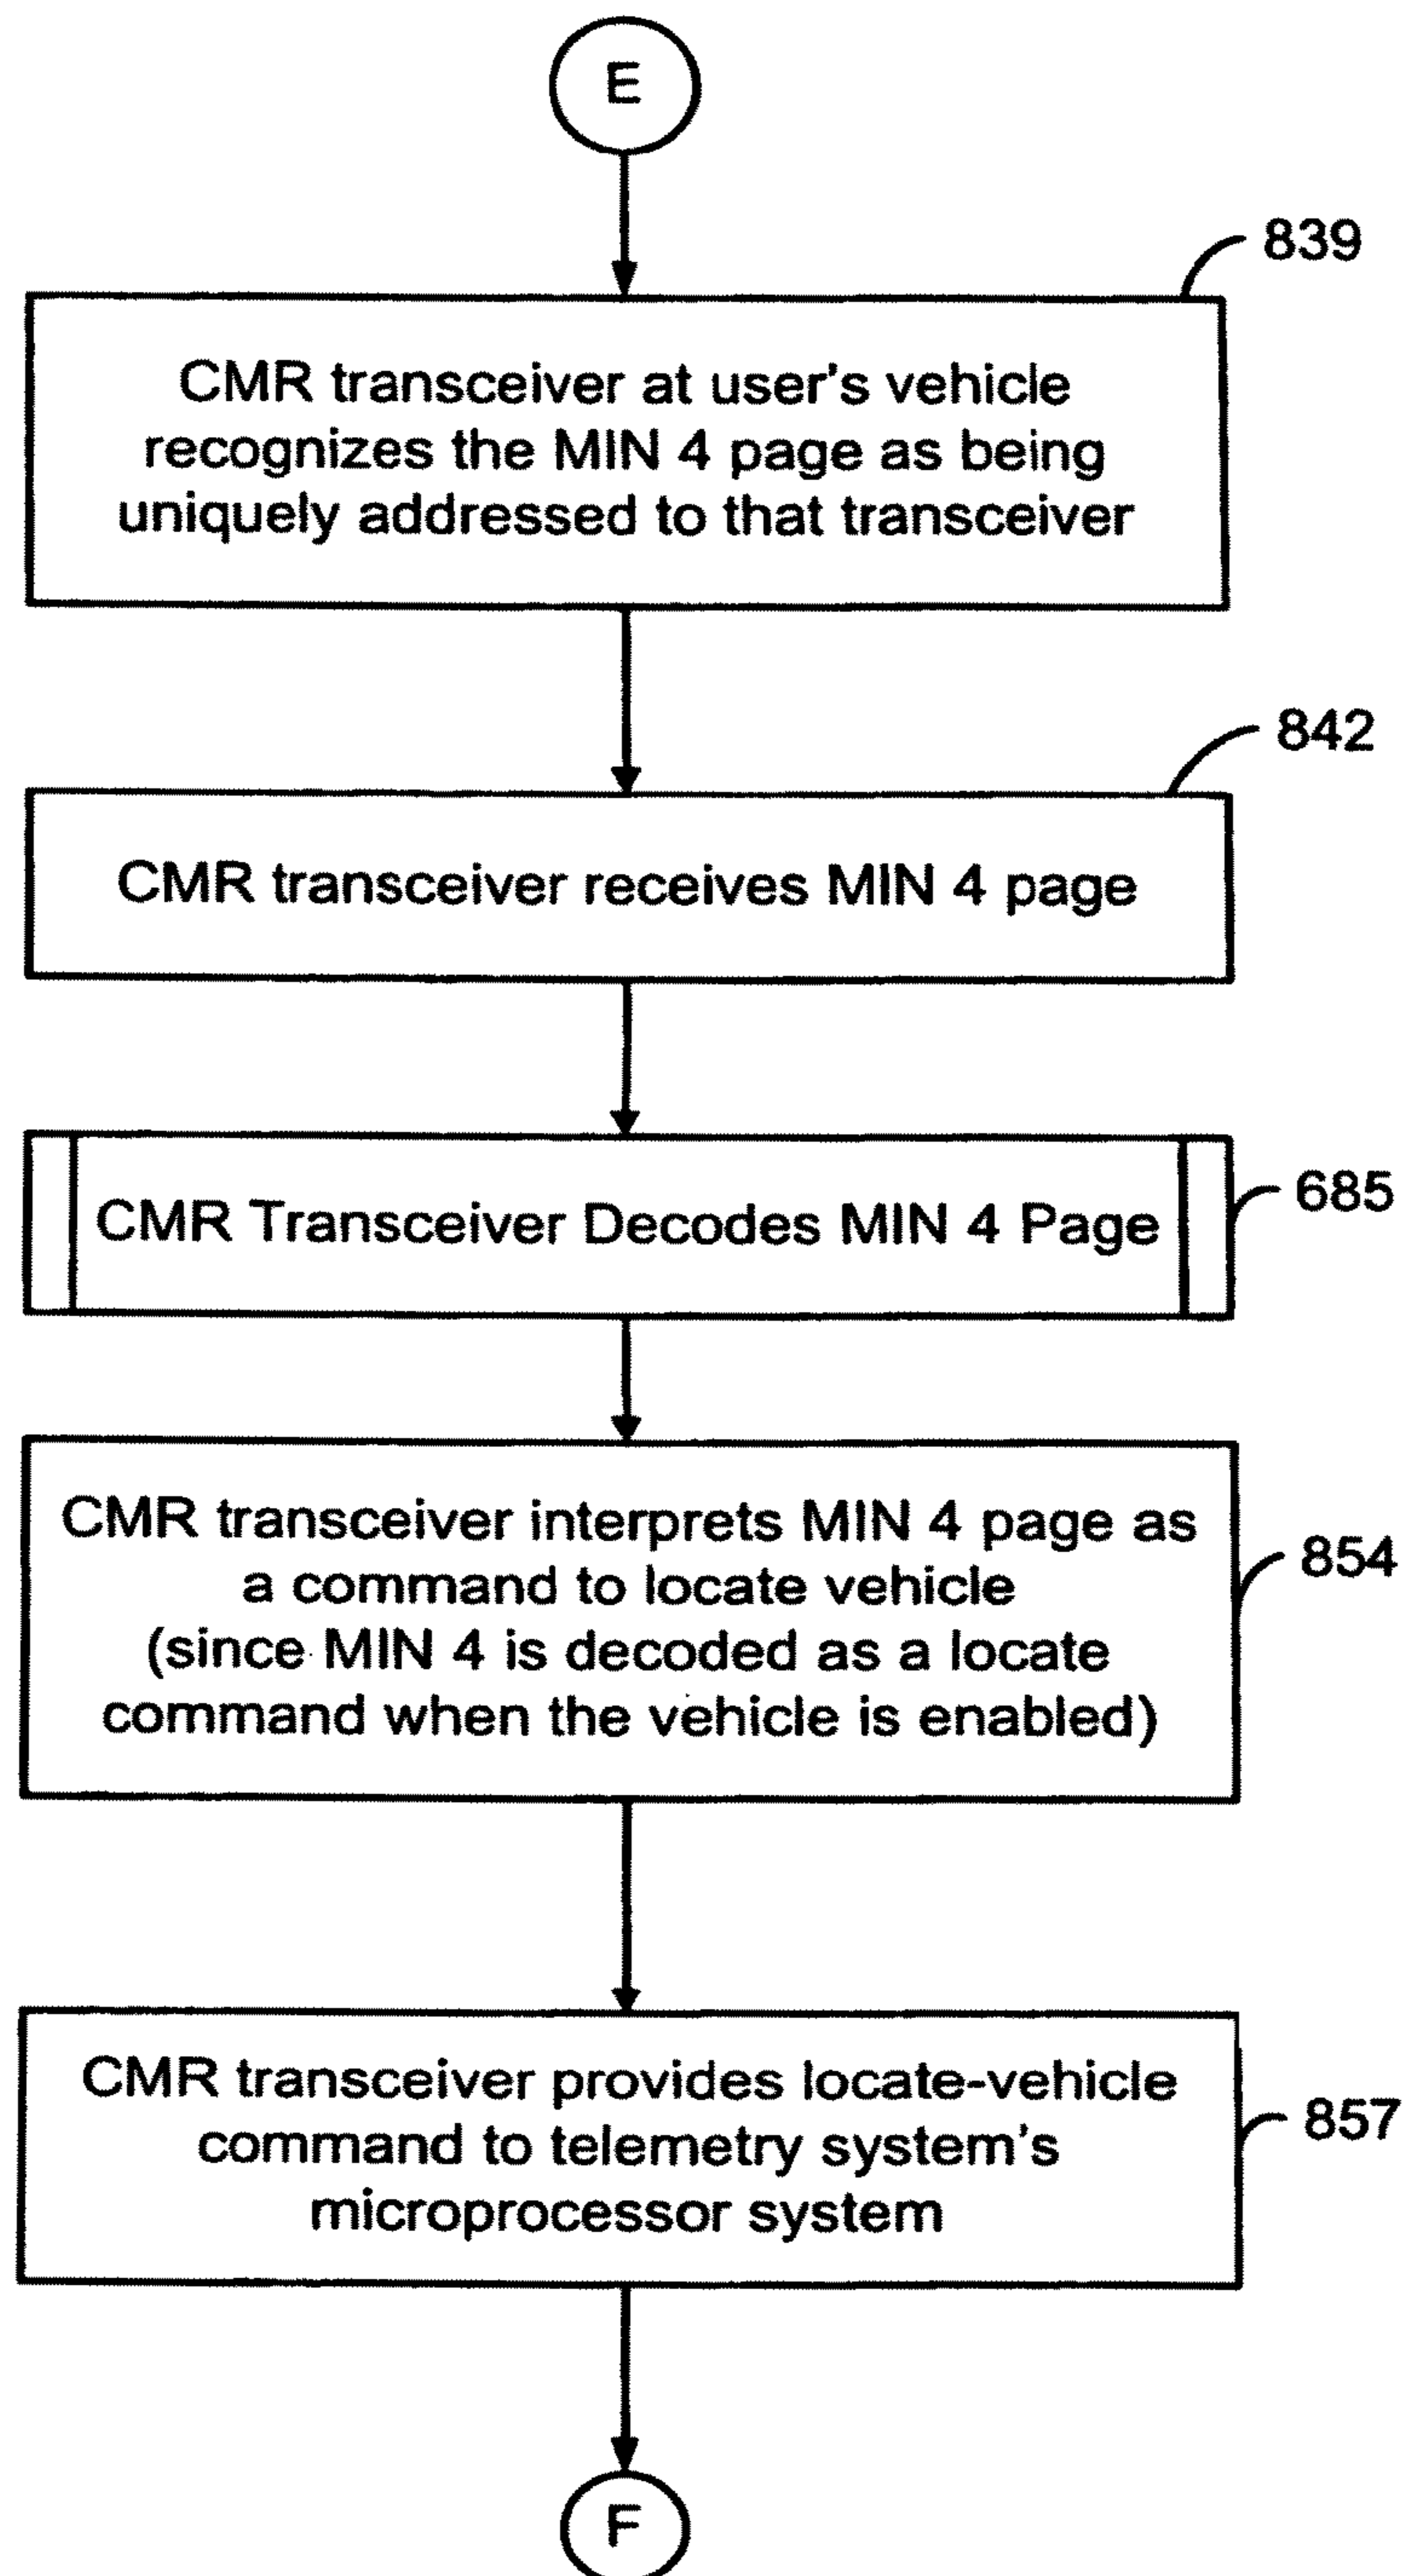 E
839
CMR transceiver at user's vehicle
recognizes the MIN 4 page as being
uniquely addressed to that transceiver
842
CMR transceiver receives MIN 4 page
685
CMR Transceiver Decodes MIN 4 Page
CMR transceiver interprets MIN 4 page as
a command to locate vehicle
(since MIN 4 is decoded as a locate
command when the vehicle is enabled)
854
CMR transceiver provides locate-vehicle
command to telemetry system's
microprocessor system
857
F